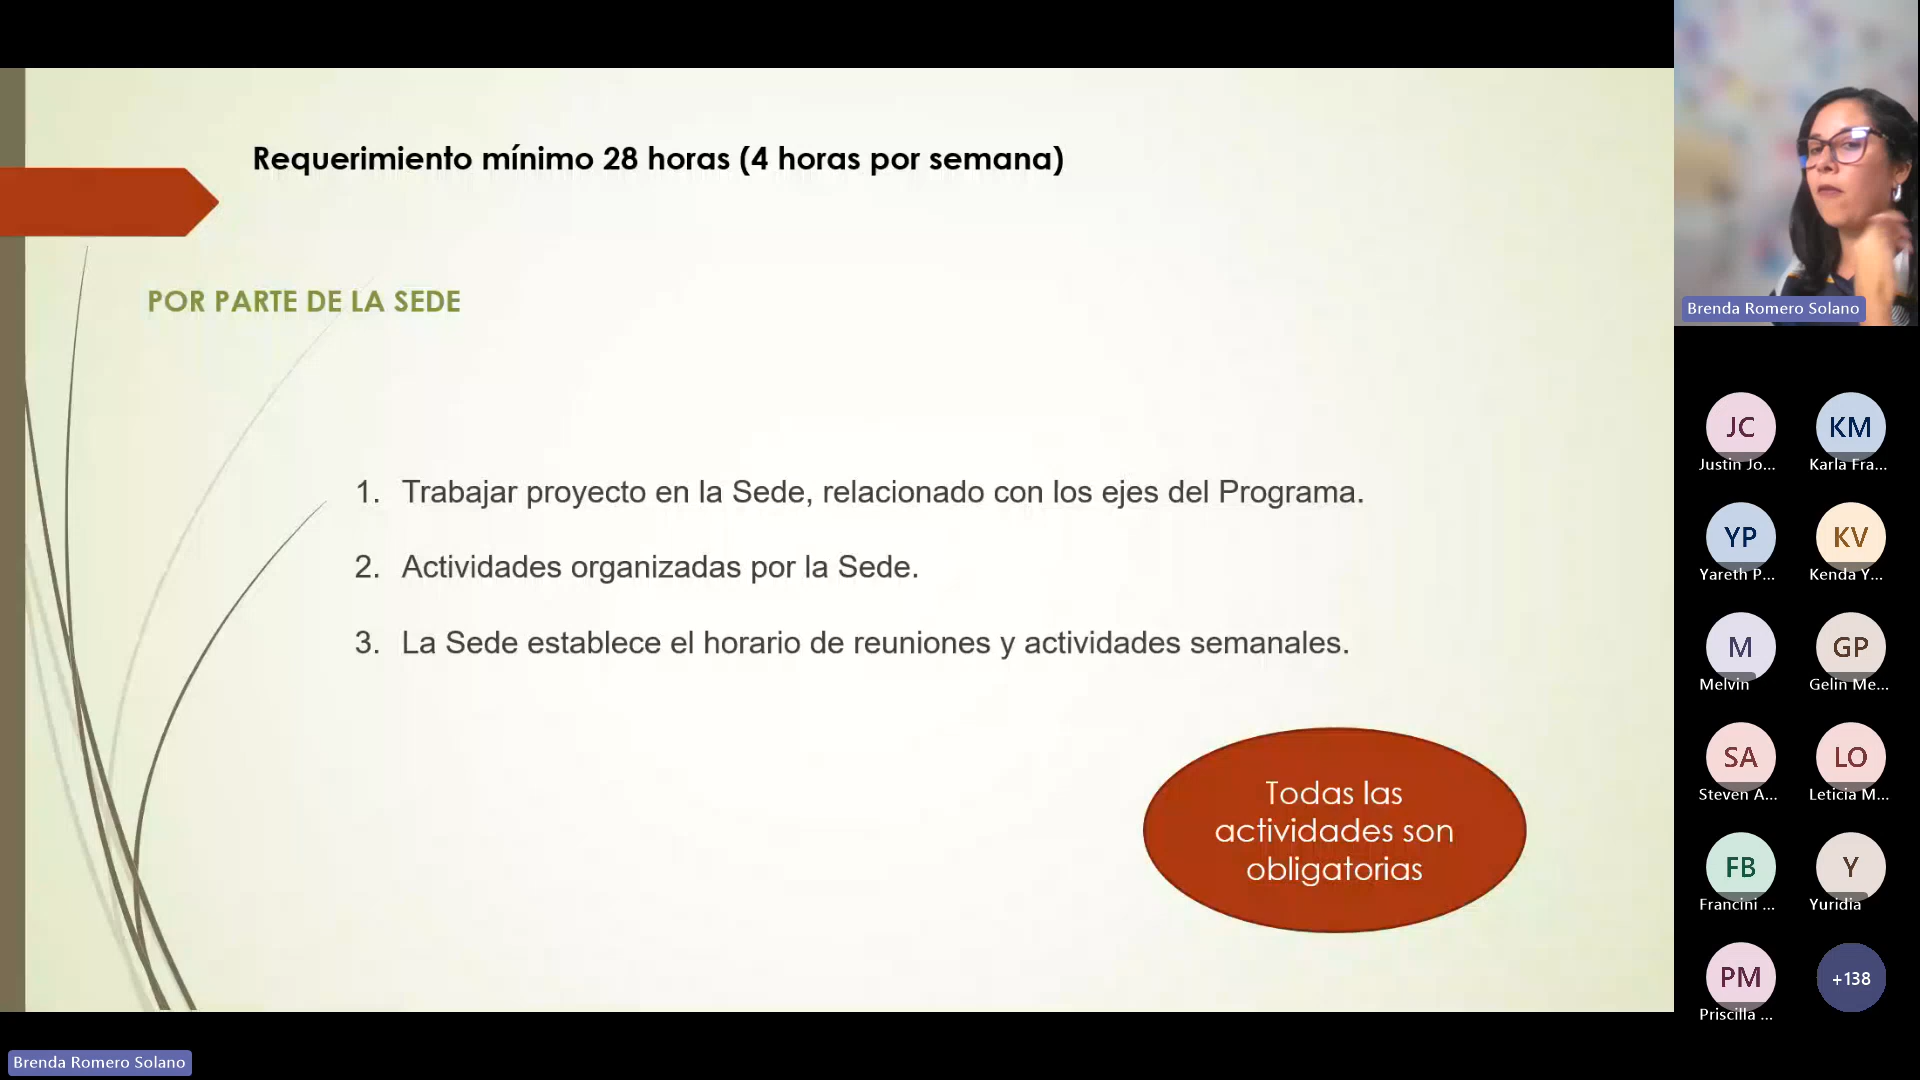 Requerimiento mínimo 28 horas (4 horas por semana)
POR PARTE DE LA SEDE
1. Trabajar proyecto en la Sede, relacionado con los ejes del Programa.
2. Actividades organizadas por la Sede.
3. La Sede establece el horario de reuniones y actividades semanales.
Todas las
actividades son
obligatorias
Brenda Romero Solano
JC
Justin Jo...
KM
Karla Fra...
YP
Yareth P...
KV
Kenda Y...
M
Melvin
GP
Gelin Me...
SA
Steven A...
LO
Leticia M...
FB
Francini ...
Y
Yuridia
PM
Priscilla ...
+138
Brenda Romero Solano